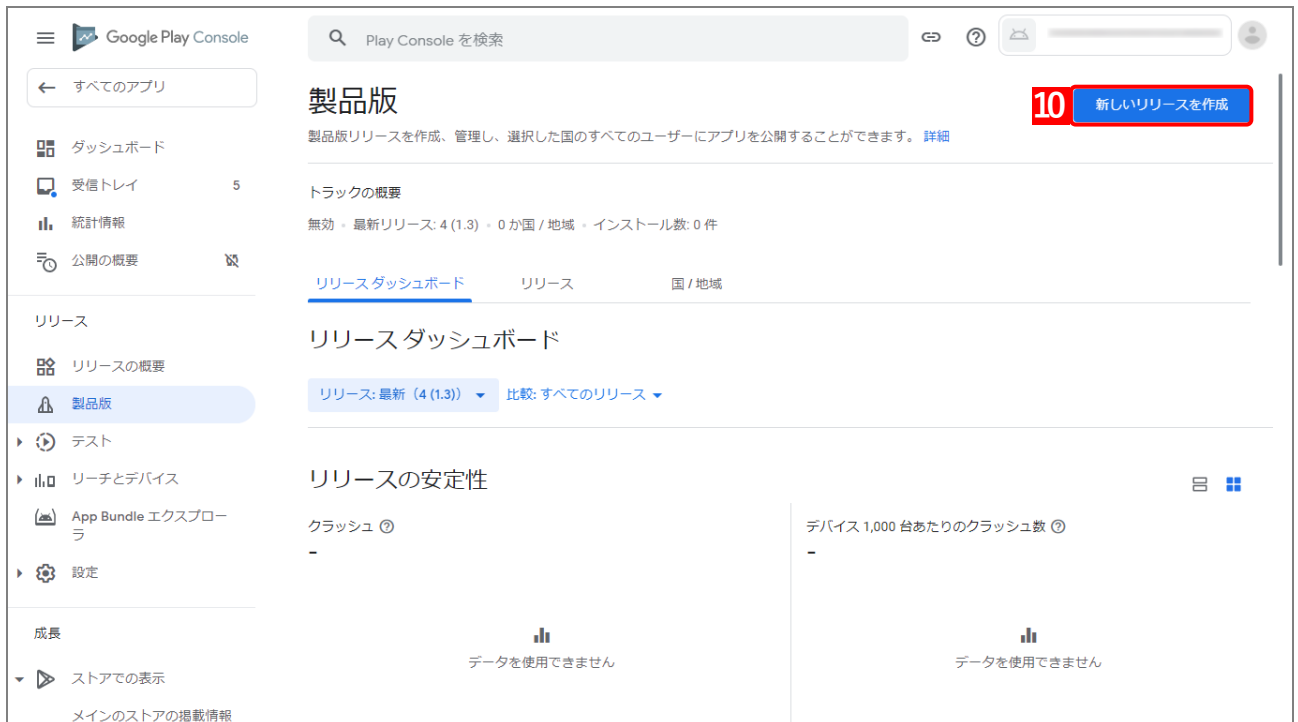 Google Play Console
Play Console を検索
すべてのアプリ
ダッシュボード
受信トレイ 5
統計情報
公開の概要
リリース
リリースの概要
製品版
テスト
リーチとデバイス
App Bundle エクスプロー
ラ
設定
成長
ストアでの表示
メインのストアの掲載情報
製品版
10 新しいリリースを作成
製品版リリースを作成、管理し、選択した国のすべてのユーザーにアプリを公開することができます。 詳細
トラックの概要
無効 • 最新リリース: 4 (1.3) • 0 か国 / 地域 • インストール数: 0 件
リリース ダッシュボード リリース 国 / 地域
リリース ダッシュボード
リリース: 最新（4 (1.3)） 比較: すべてのリリース
リリースの安定性
クラッシュ
-
データを使用できません
デバイス 1,000 台あたりのクラッシュ数
-
データを使用できません